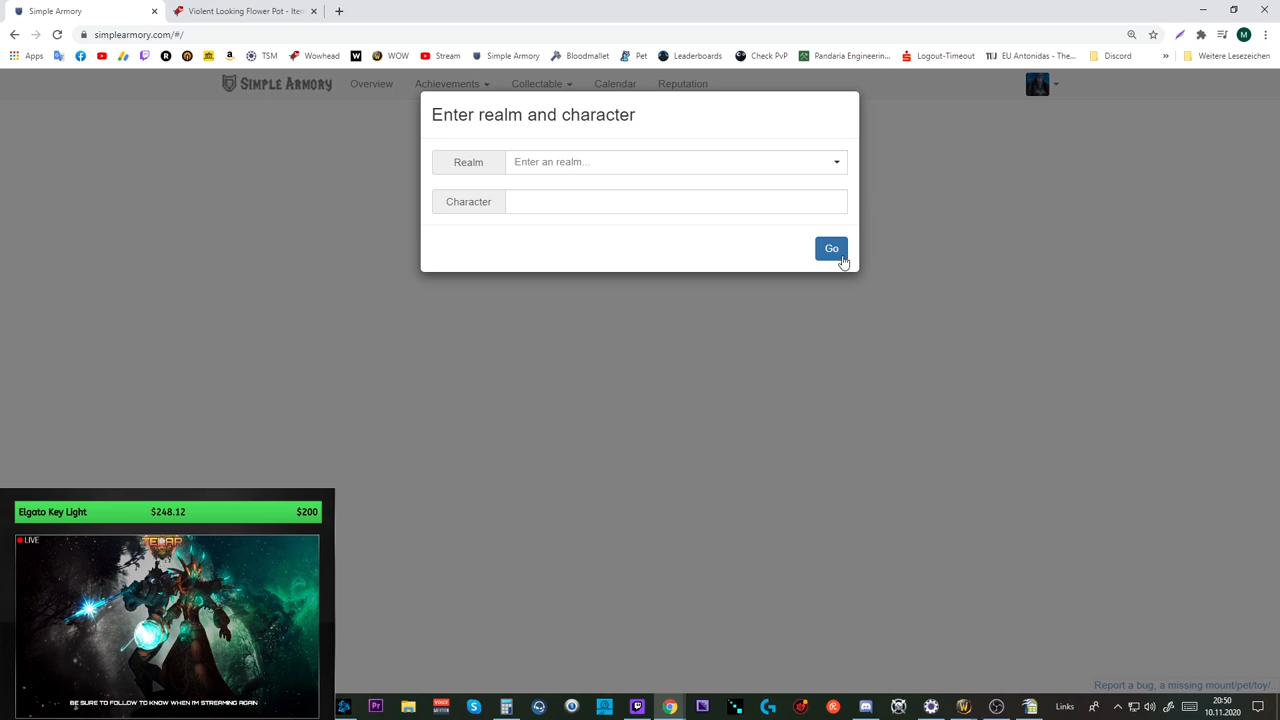 Simple Armory
Violent Looking Flower Pot - Ite
simplearmory.com/#/
M
Apps
TSM
Wowhead
WOW
Stream
Simple Armory
Bloodmallet
Pet
Leaderboards
Check PvP
Pandaria Engineerin...
Logout-Timeout
EU Antonidas - The...
Discord
»
Weitere Lesezeichen
SIMPLE ARMORY
Overview
Achievements
Collectable
Calendar
Reputation
Enter realm and character
Realm
Enter an realm...
Character
Go
Elgato Key Light $248.12 $200
LIVE
BE SURE TO FOLLOW TO KNOW WHEN I'M STREAMING AGAIN
Report a bug, a missing mount/pet/toy/...
Links
20:50
10.11.2020